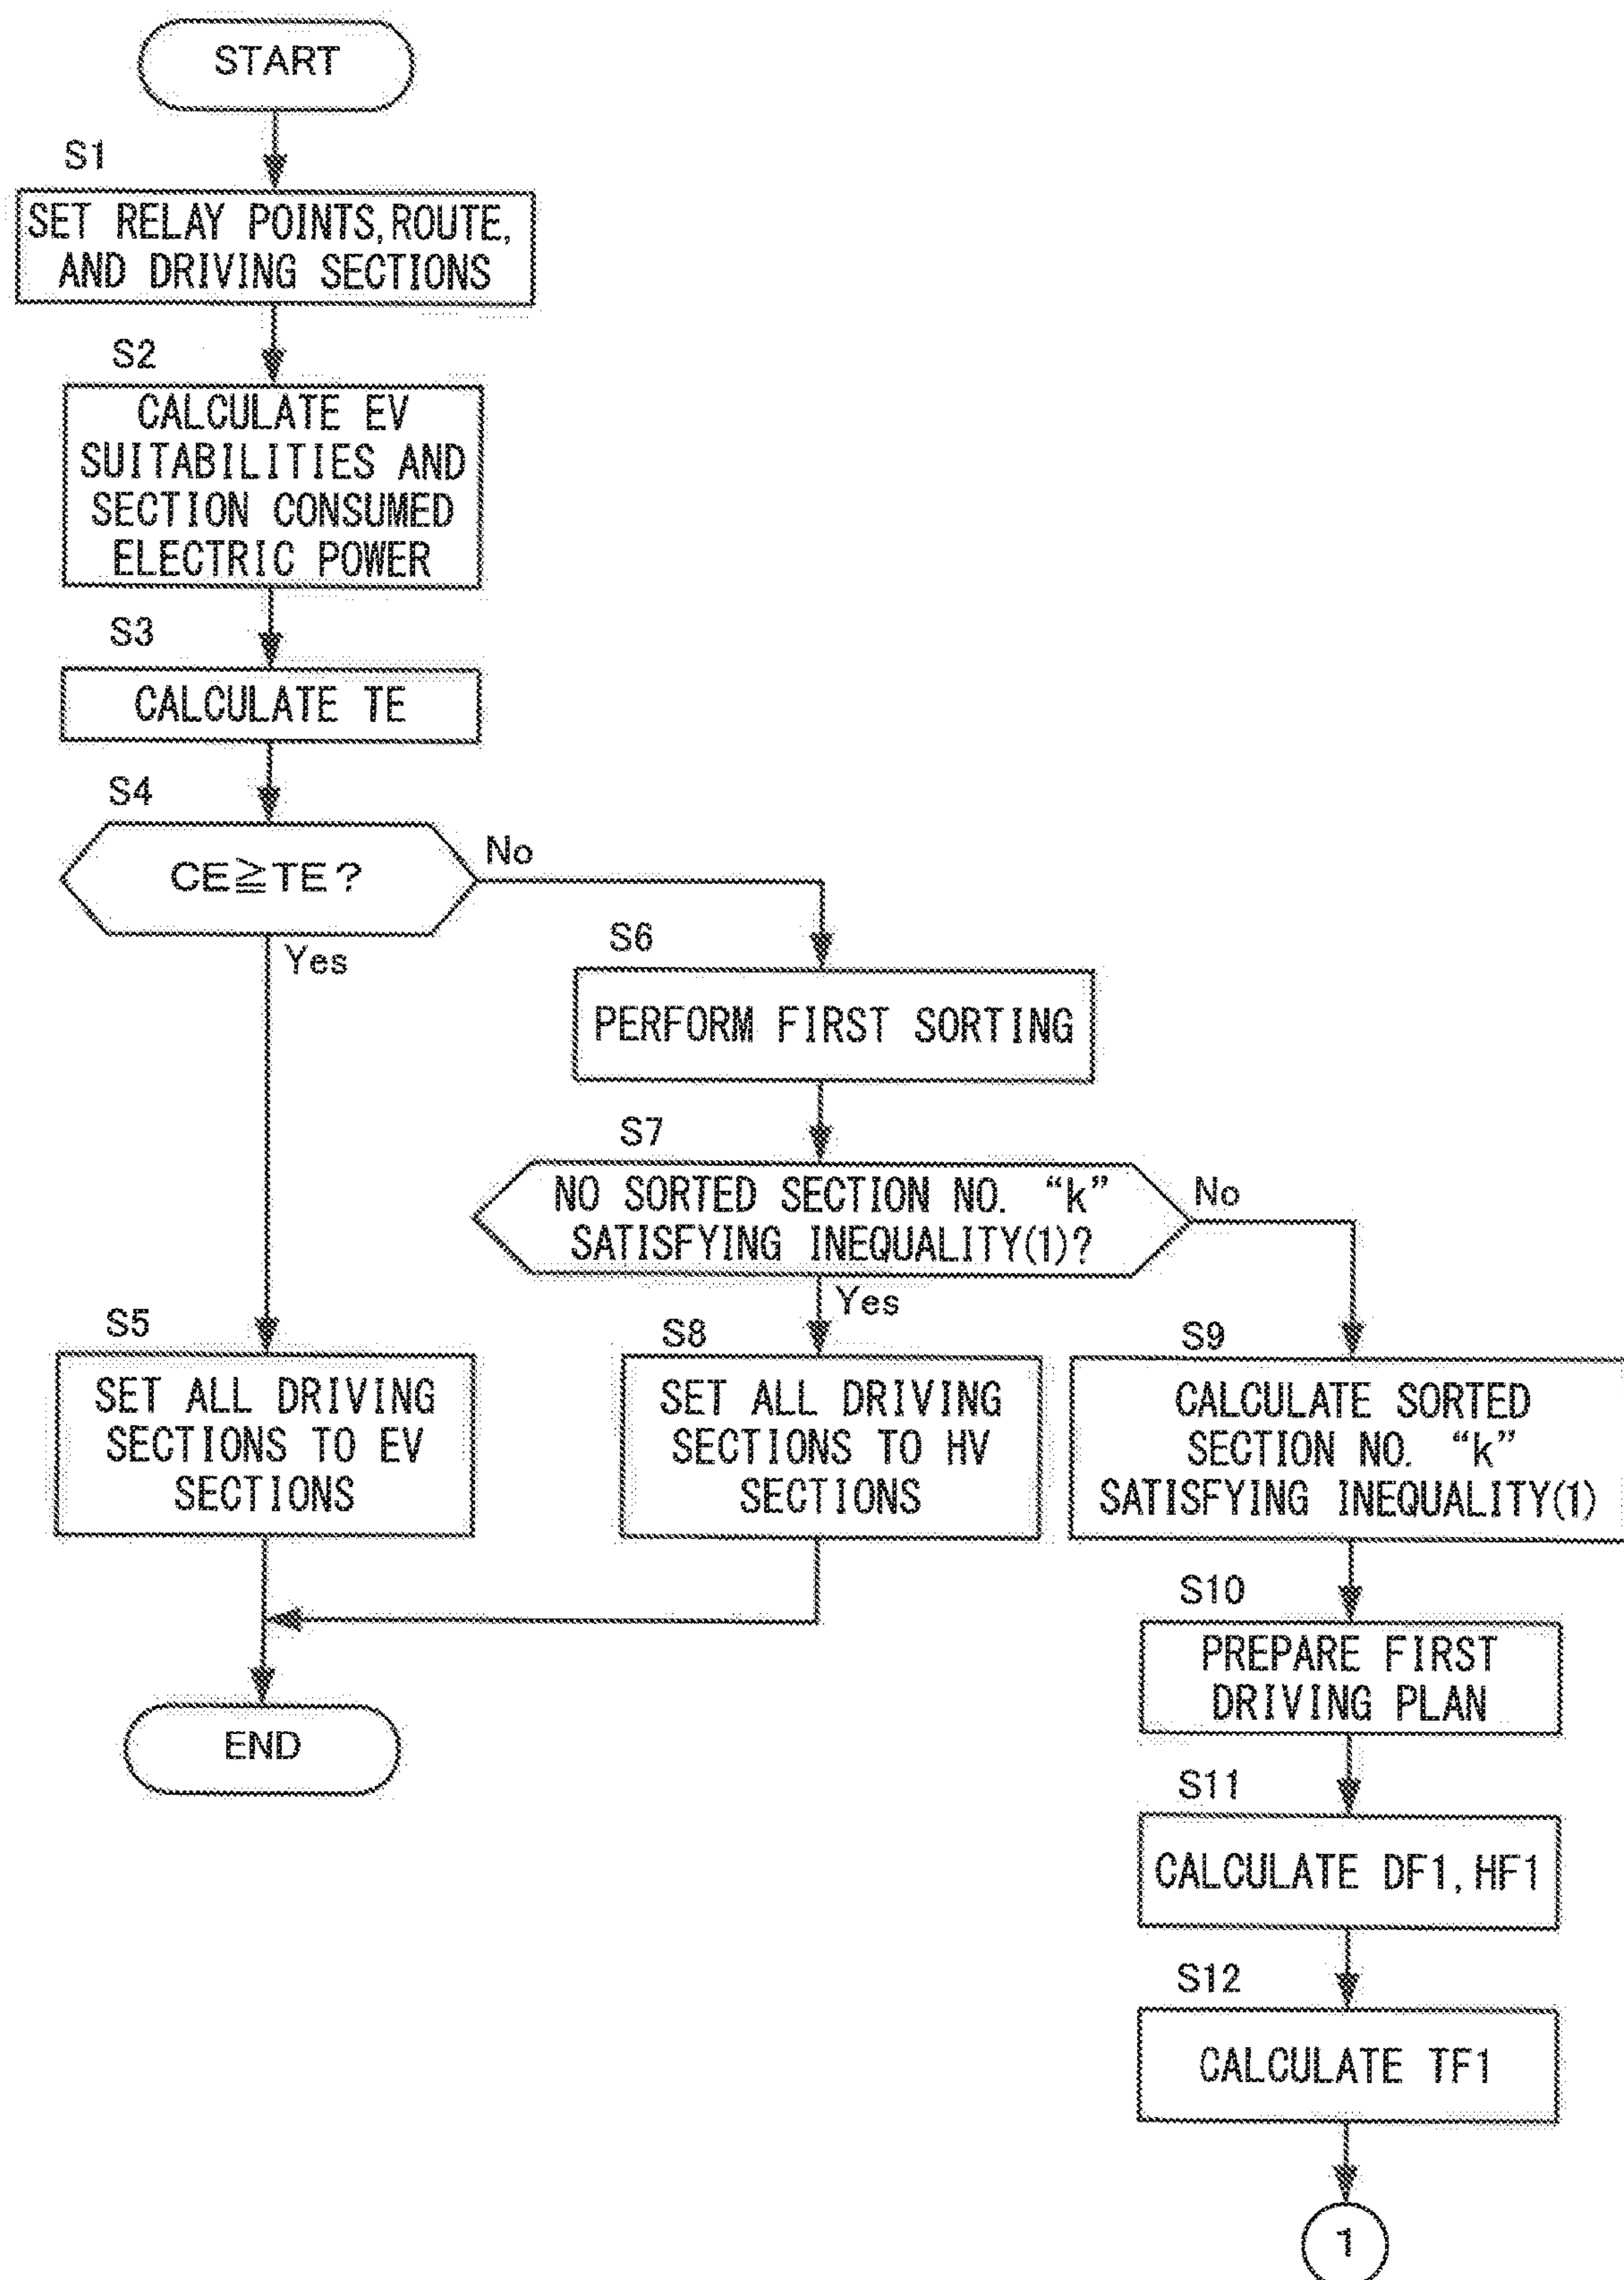 START
S1
SET RELAY POINTS, ROUTE,
AND DRIVING SECTIONS
S2
CALCULATE EV
SUITABILITIES AND
SECTION CONSUMED
ELECTRIC POWER
S3
CALCULATE TE
S4
CE≧TE?
No
Yes
S6
PERFORM FIRST SORTING
S7
NO SORTED SECTION NO. “k”
SATISFYING INEQUALITY(1)?
No
Yes
S5
SET ALL DRIVING
SECTIONS TO EV
SECTIONS
S8
SET ALL DRIVING
SECTIONS TO HV
SECTIONS
S9
CALCULATE SORTED
SECTION NO. “k”
SATISFYING INEQUALITY(1)
S10
PREPARE FIRST
DRIVING PLAN
END
S11
CALCULATE DF1, HF1
S12
CALCULATE TF1
1